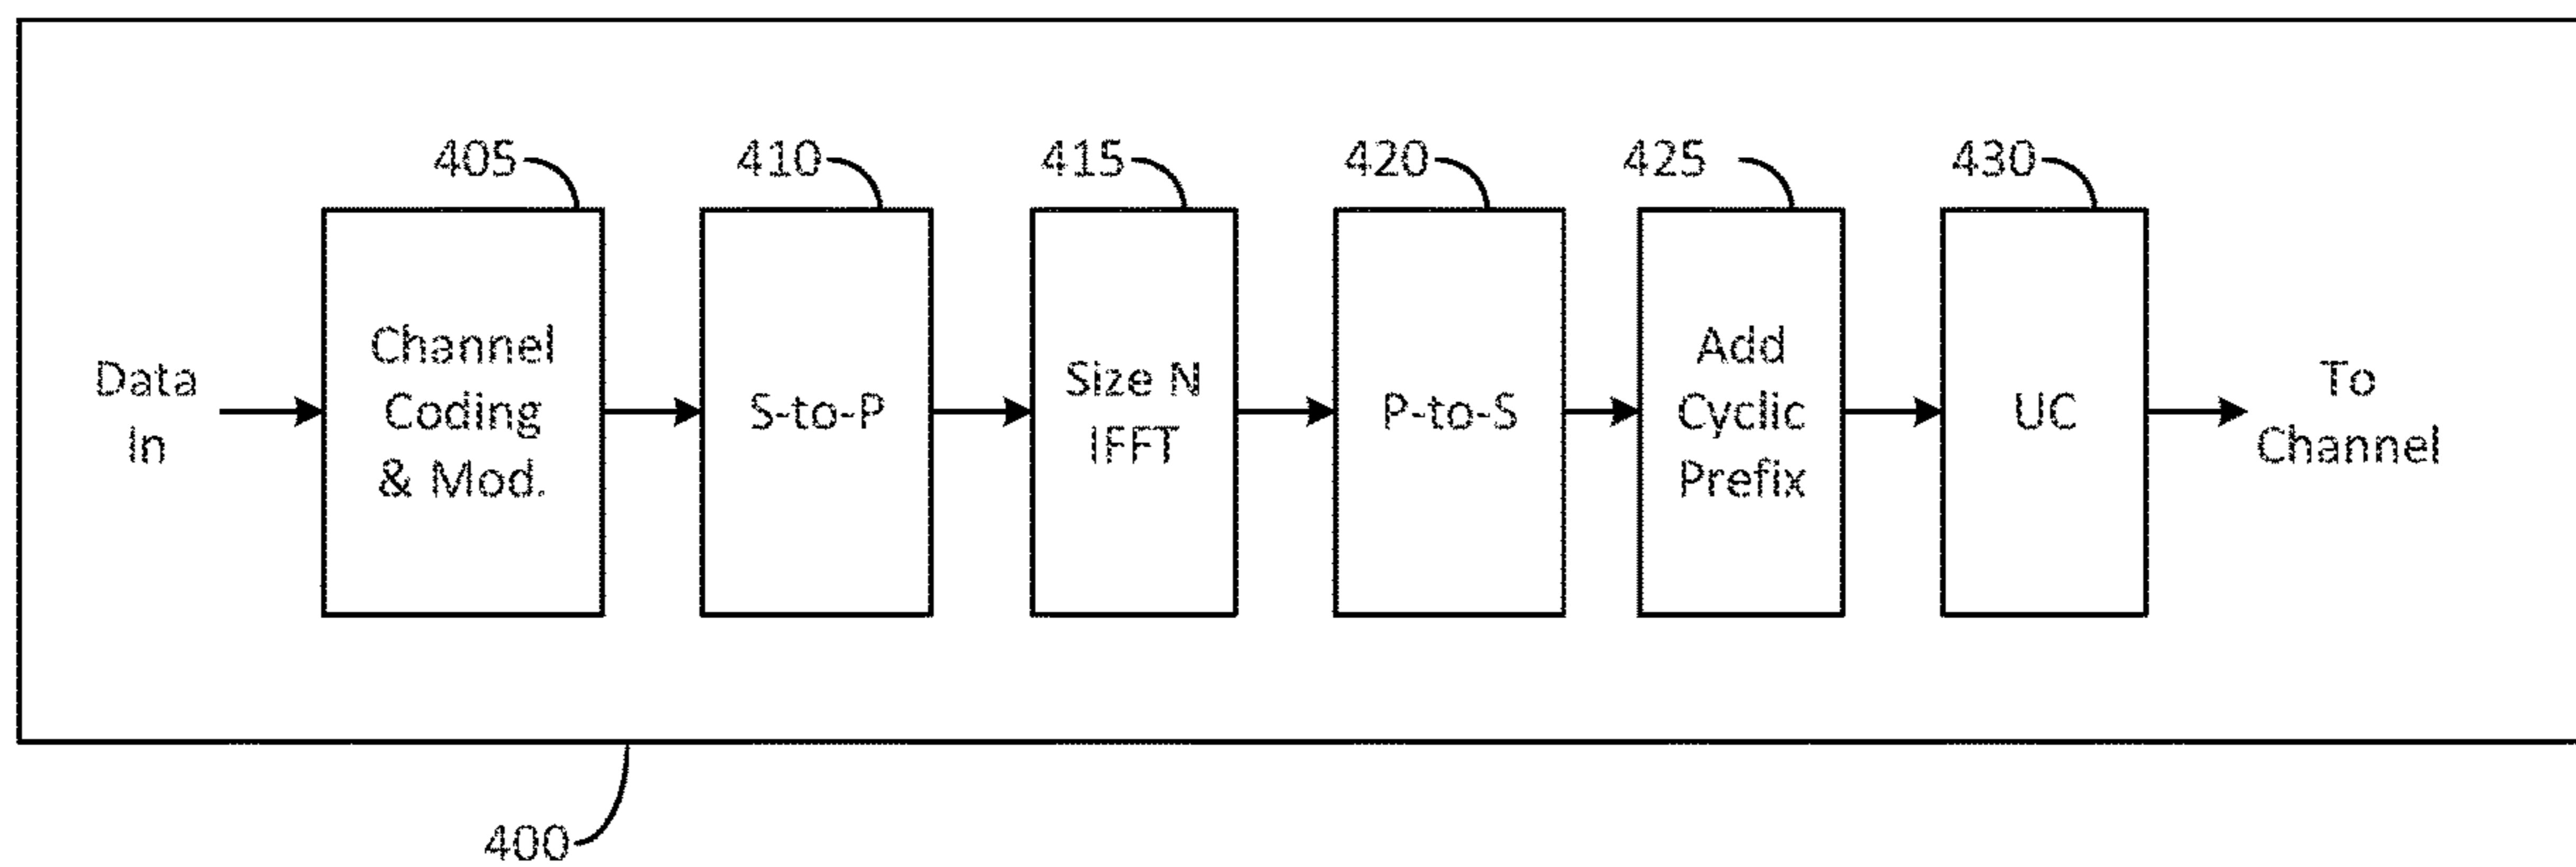 405
410
415
420
425
430
Data
In
Channel
Coding
& Mod.
S-to-P
Size N
IFFT
P-to-S
Add
Cyclic
Prefix
UC
To
Channel
400